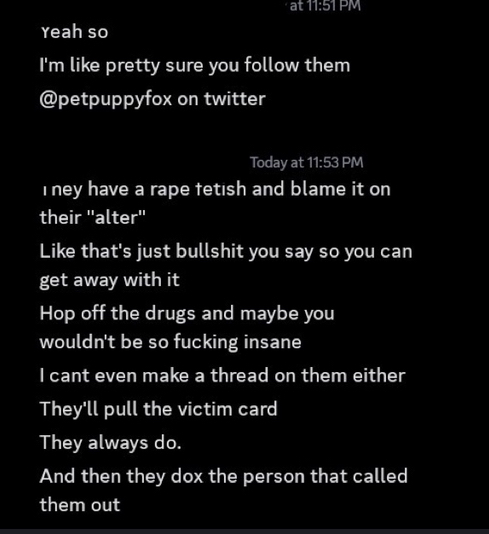 at 11:51 PM
Yeah so
I'm like pretty sure you follow them
@petpuppyfox on twitter
Today at 11:53 PM
They have a rape fetish and blame it on
their "alter"
Like that's just bullshit you say so you can
get away with it
Hop off the drugs and maybe you
wouldn't be so fucking insane
I cant even make a thread on them either
They'll pull the victim card
They always do.
And then they dox the person that called
them out